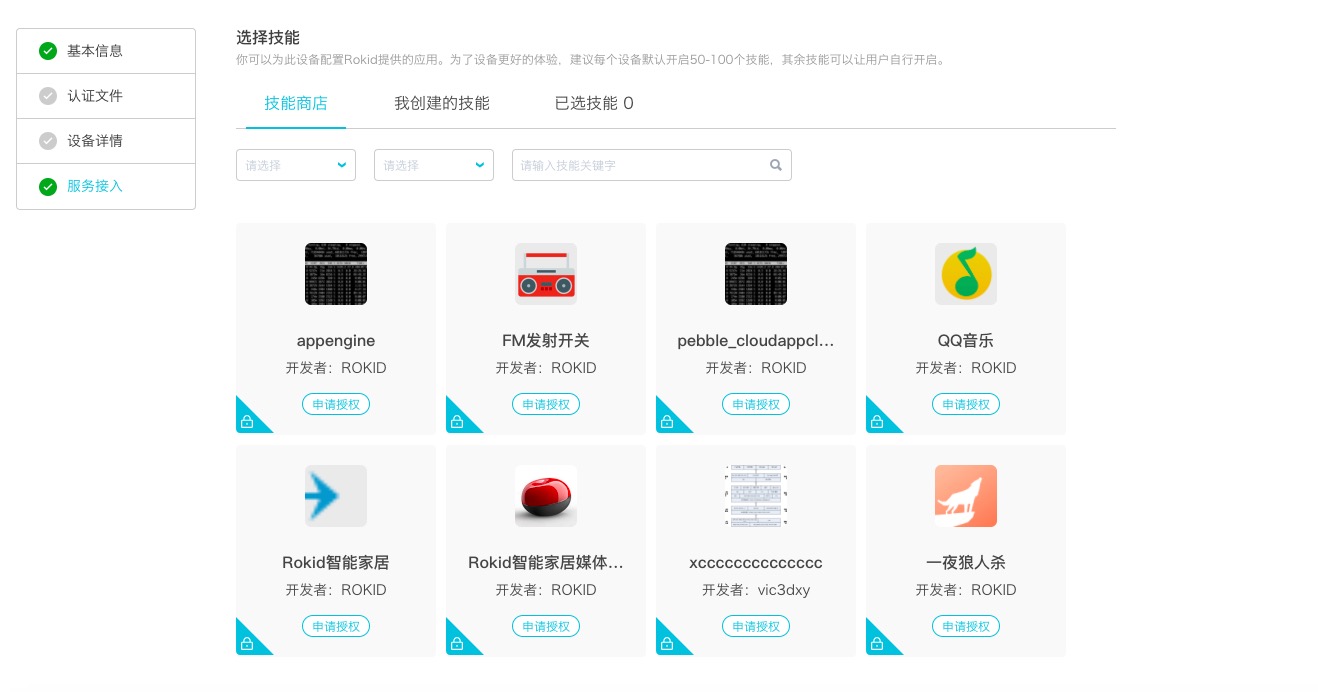 基本信息
认证文件
设备详情
服务接入
选择技能
你可以为此设备配置Rokid提供的应用。为了设备更好的体验，建议每个设备默认开启50-100个技能，其余技能可以让用户自行开启。
技能商店 我创建的技能 已选技能 0
请选择 请选择 请输入技能关键字
appengine FM发射开关 pebble_cloudappcl... QQ音乐
开发者：ROKID 开发者：ROKID 开发者：ROKID 开发者：ROKID
申请授权 申请授权 申请授权 申请授权
Rokid智能家居 Rokid智能家居媒体... xcccccccccccccc 一夜狼人杀
开发者：ROKID 开发者：ROKID 开发者：vic3dxy 开发者：ROKID
申请授权 申请授权 申请授权 申请授权